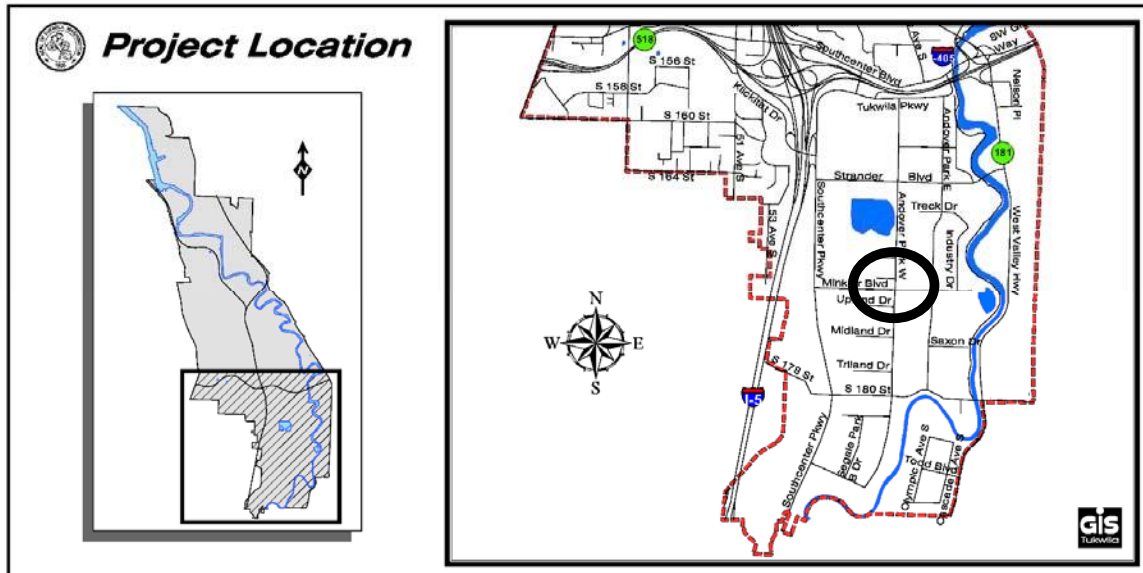 Project Location
N
518
S 156 St
S 158 St
S 160 St
S 164 St
51 Ave S
53 Ave S
Klickitat Dr
Southcenter Blvd
Ave S
I-405
SW G
Way
Nelson Pl
Tukwila Pkwy
Andover Park E
181
Strander Blvd
Treck Dr
Southcenter Pkwy
Andover Park W
Industry Dr
West Valley Hwy
Minkler Blvd
Upland Dr
Midland Dr
Saxon Dr
Triland Dr
S 178 St
S 180 St
I-5
Southcenter Pkwy
Segale Park
B Dr
Olympic Ave S
Todd Blvd
Cascade Ave S
N
W
E
S
GIS
Tukwila